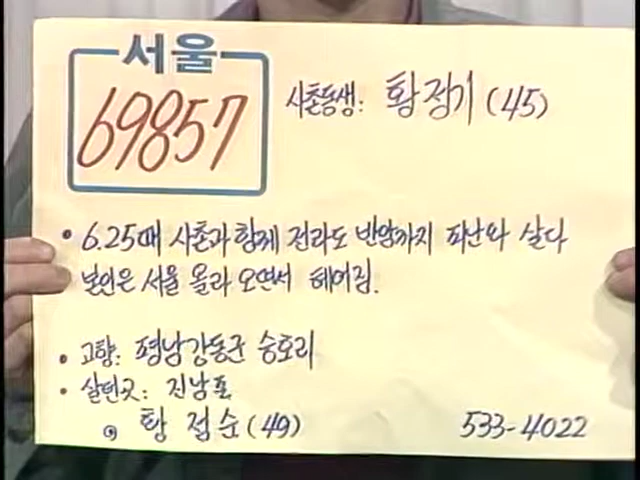 서울
69857
사촌동생: 황정기 (45)
• 6.25때 사촌과 함께 전라도 반암까지 피난와 살다
본인은 서울 올라 오면서 헤어짐.
• 고향: 평남 강동군 승호리
• 살던곳: 진남포
황 점순 (49)
533-4022